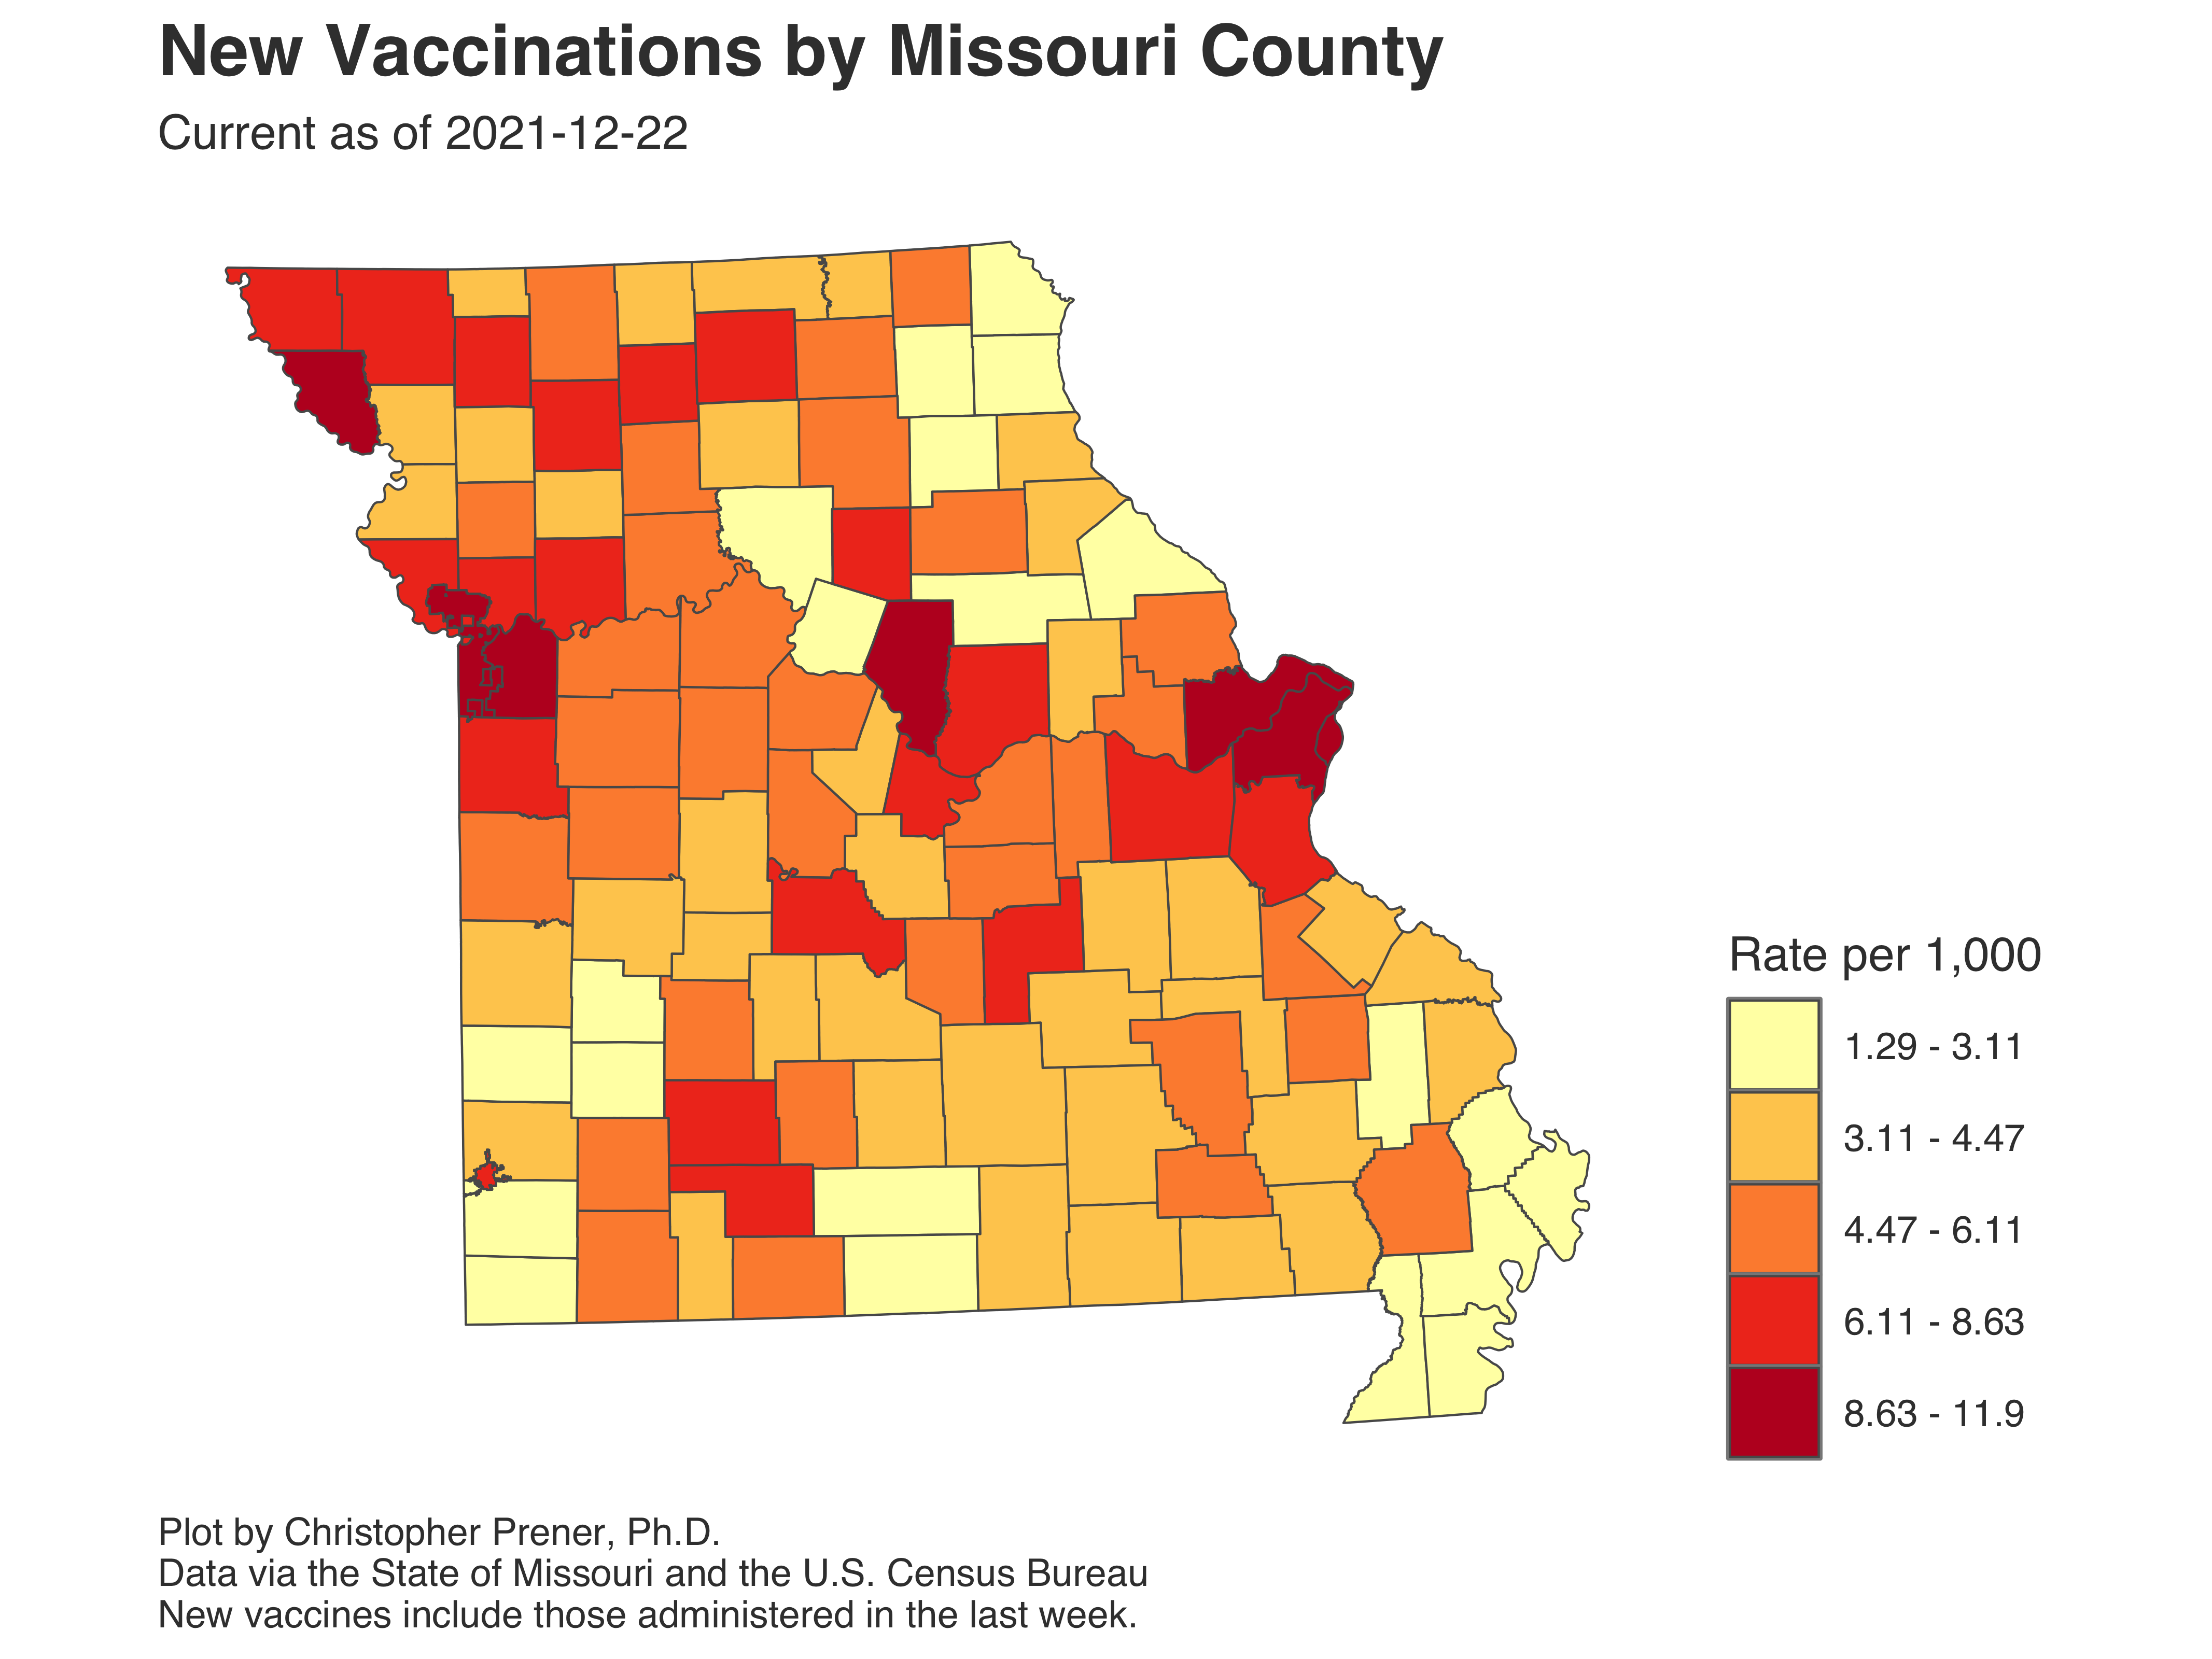 New Vaccinations by Missouri County
Current as of 2021-12-22
Rate per 1,000
1.29 - 3.11
3.11 - 4.47
4.47 - 6.11
6.11 - 8.63
8.63 - 11.9
Plot by Christopher Prener, Ph.D.
Data via the State of Missouri and the U.S. Census Bureau
New vaccines include those administered in the last week.